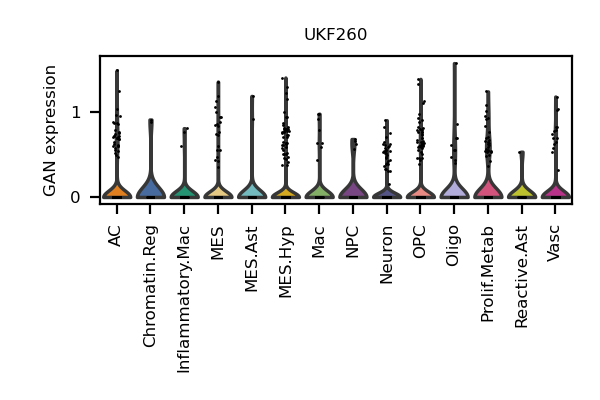 UKF260
GAN expression
1
0
AC
Chromatin.Reg
Inflammatory.Mac
MES
MES.Ast
MES.Hyp
Mac
NPC
Neuron
OPC
Oligo
Prolif.Metab
Reactive.Ast
Vasc